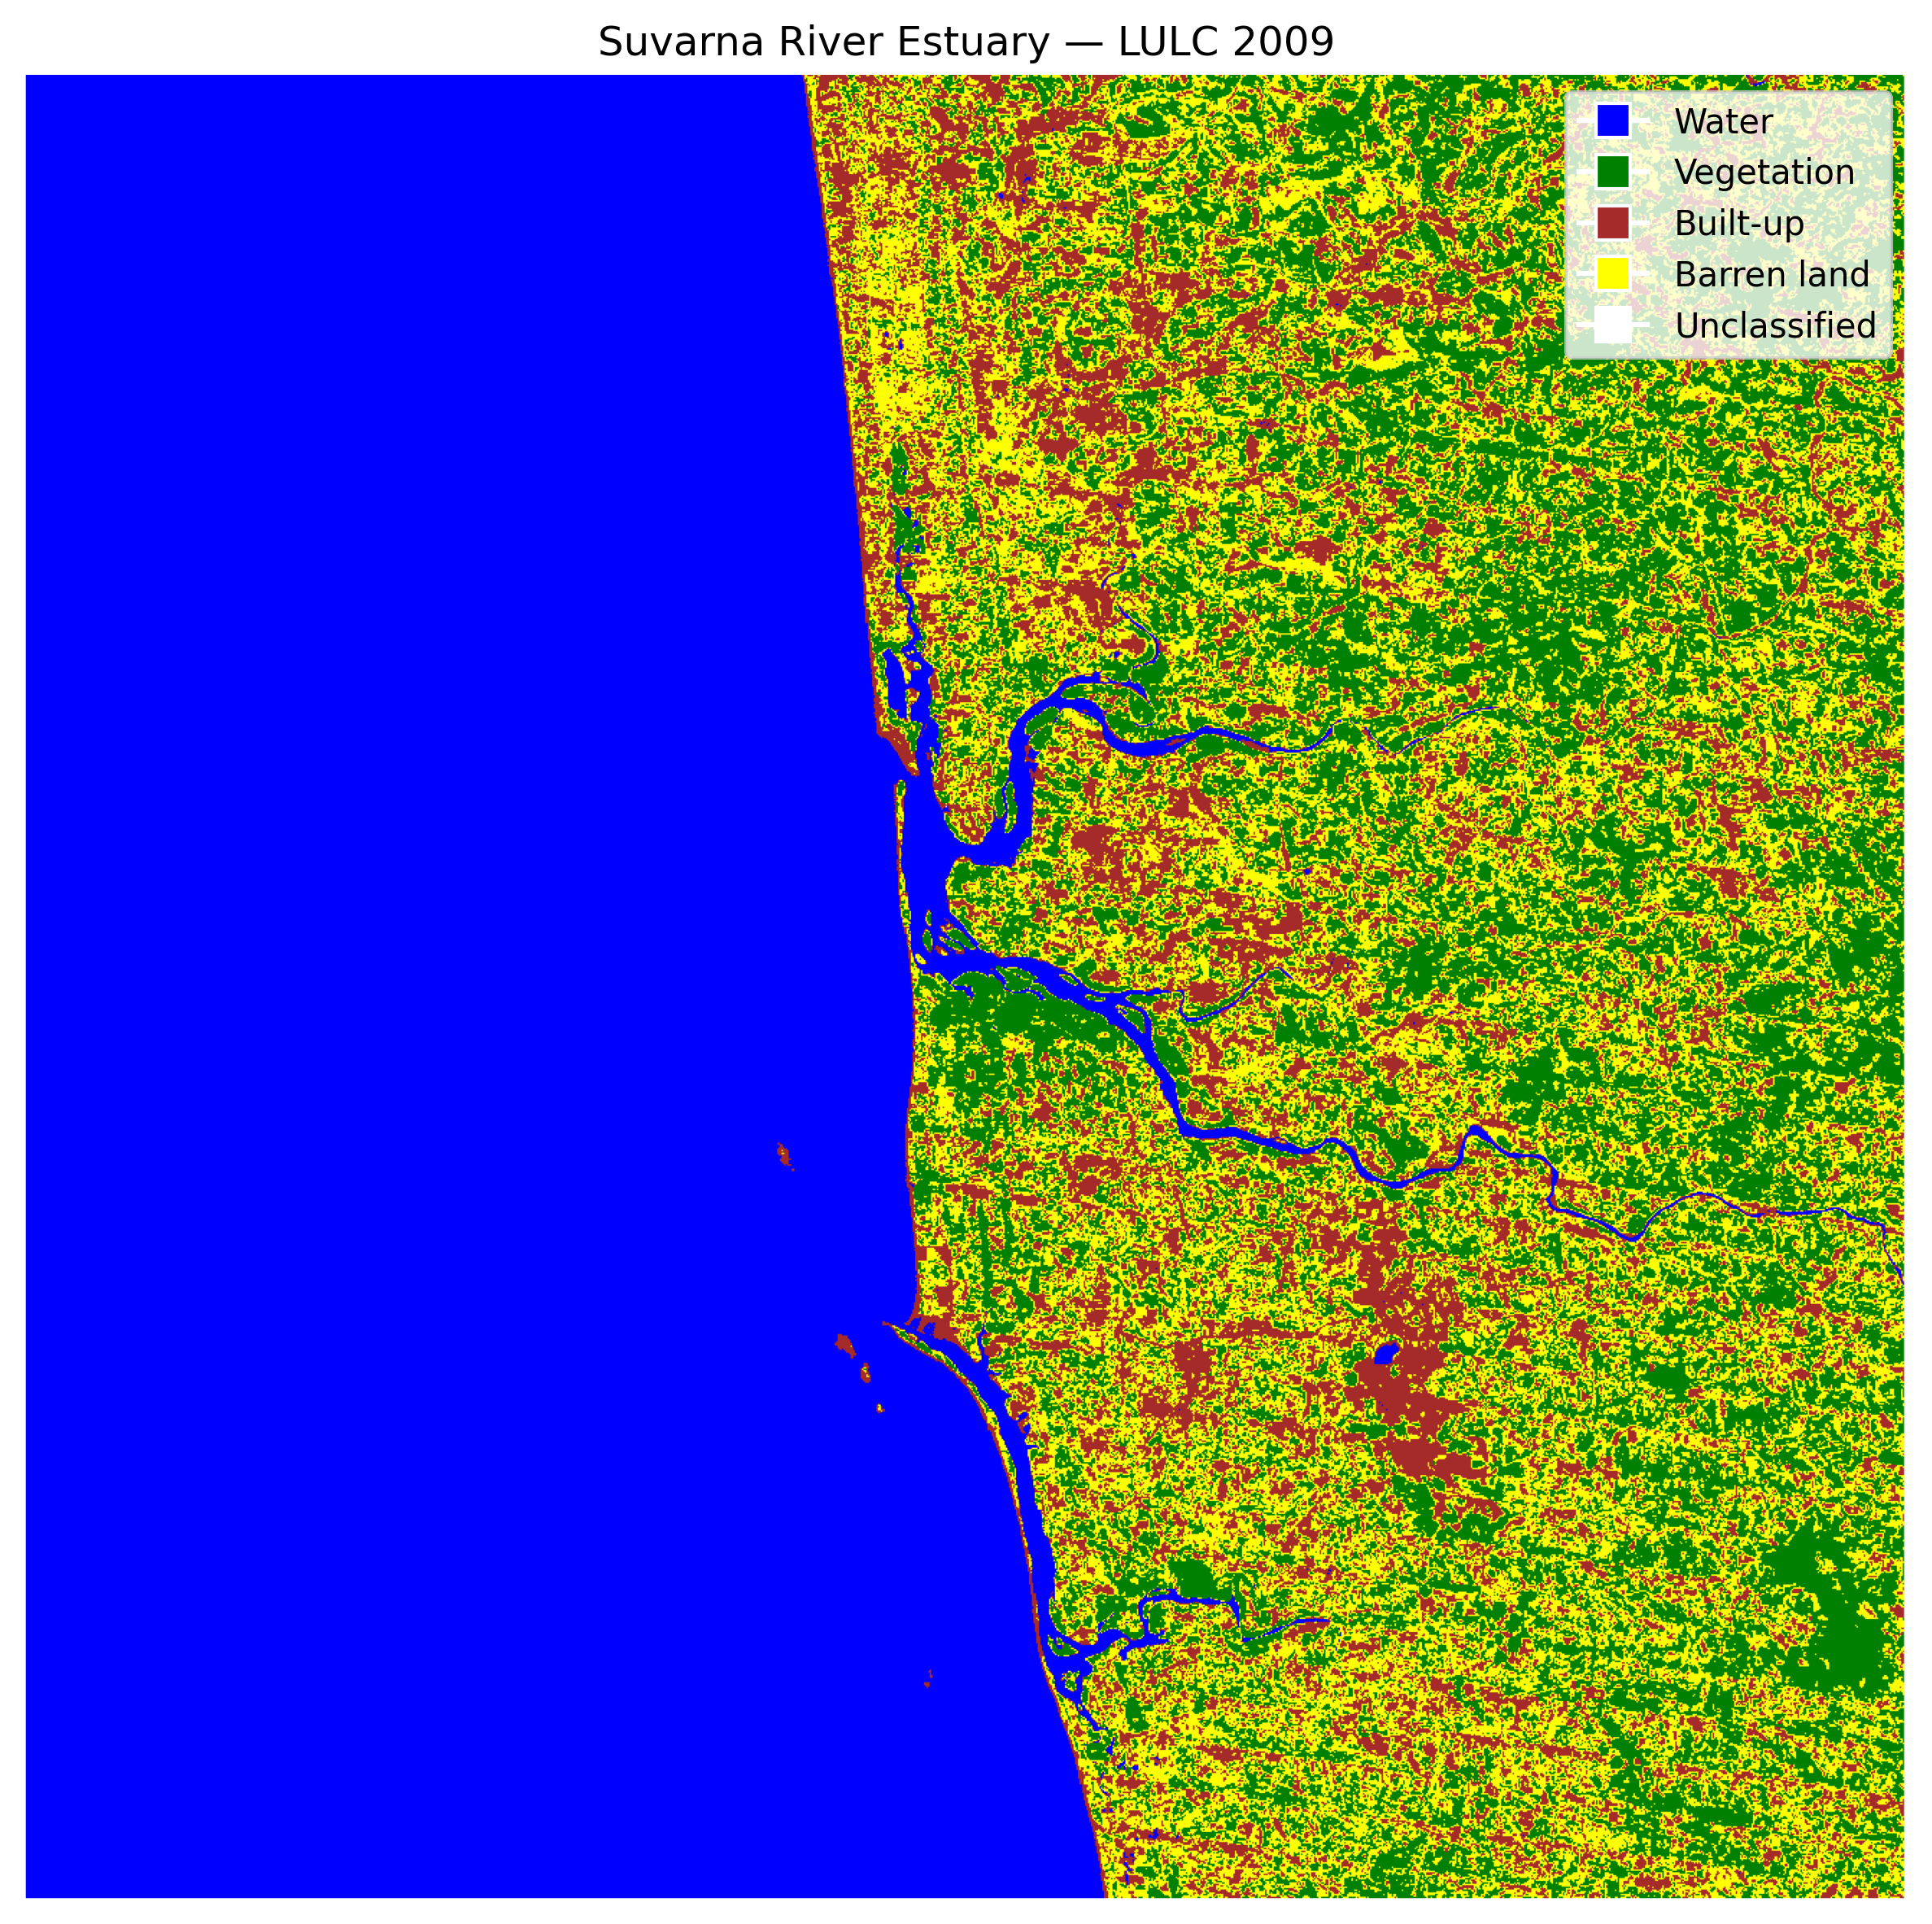 Suvarna River Estuary — LULC 2009
Water
Vegetation
Built-up
Barren land
Unclassified